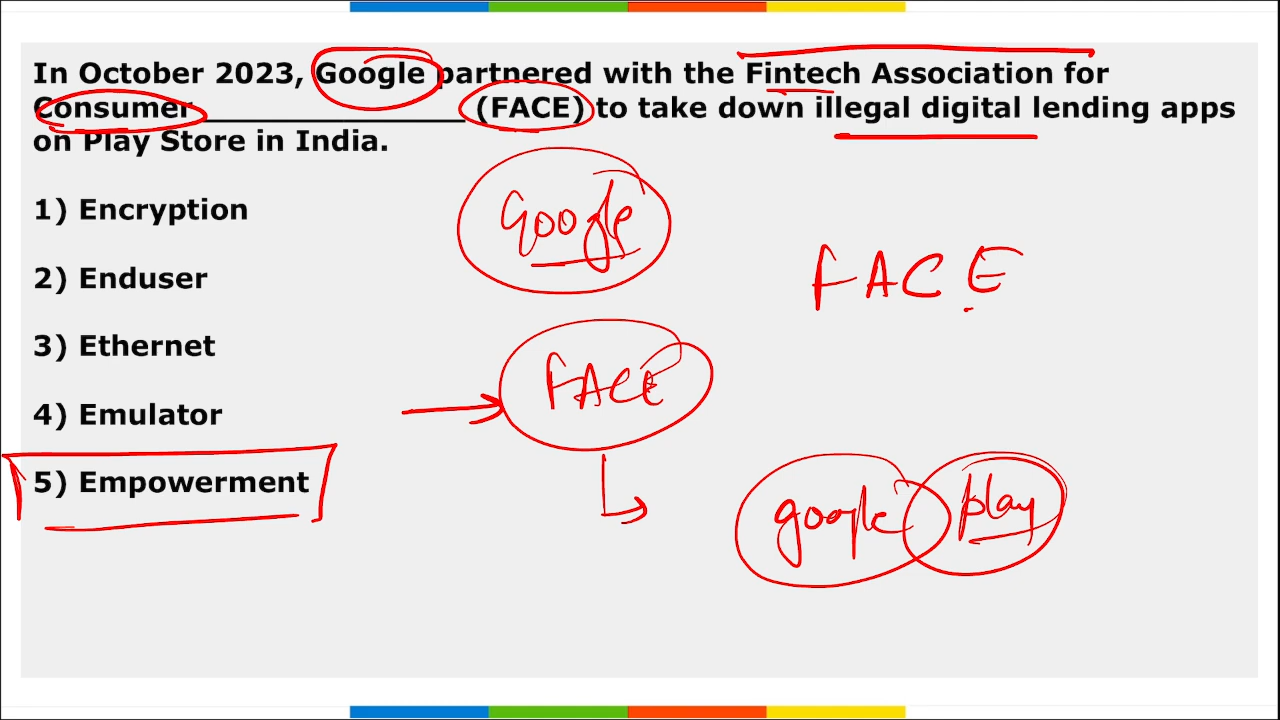 In October 2023, Google partnered with the Fintech Association for
Consumer _________________ (FACE) to take down illegal digital lending apps
on Play Store in India.
1) Encryption
Google
2) Enduser
FACE
3) Ethernet
FACE
4) Emulator
5) Empowerment
google play